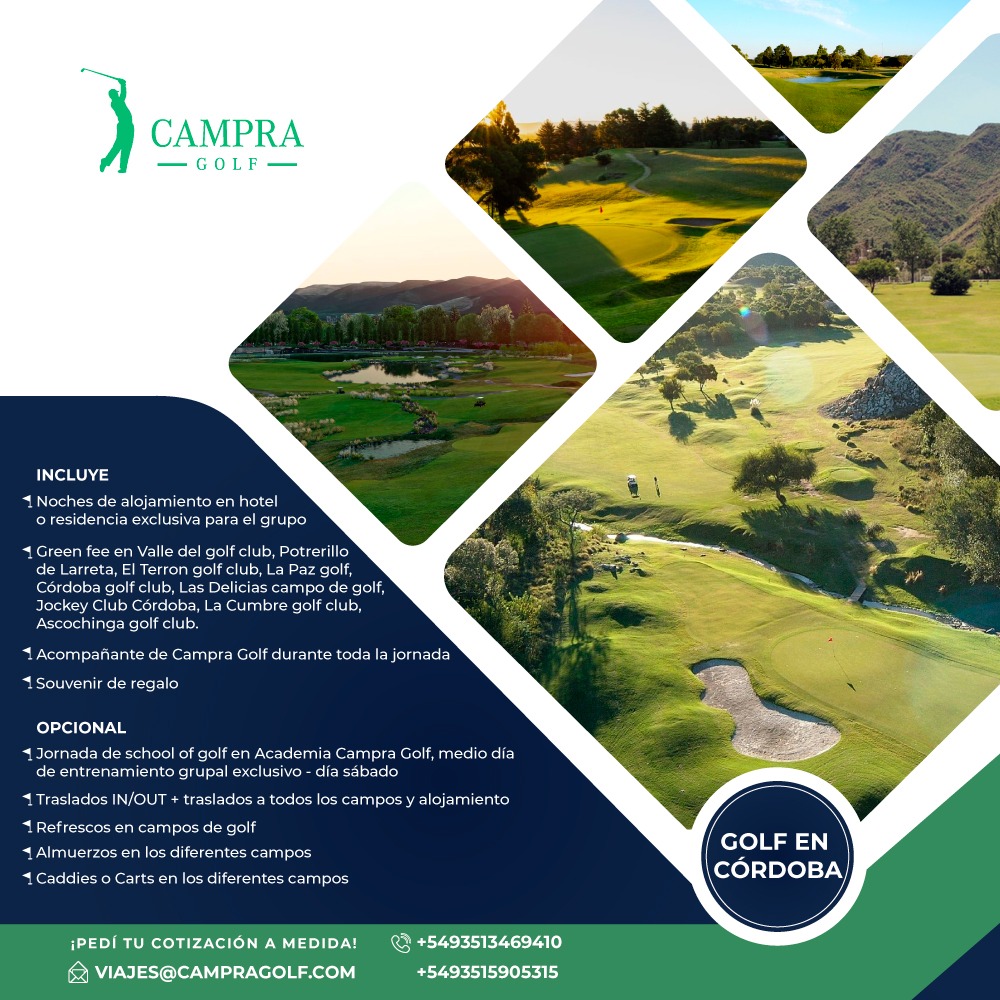 CAMPRA
GOLF
INCLUYE
Noches de alojamiento en hotel
o residencia exclusiva para el grupo
Green fee en Valle del golf club, Potrerillo
de Larreta, El Terron golf club, La Paz golf,
Córdoba golf club, Las Delicias campo de golf,
Jockey Club Córdoba, La Cumbre golf club,
Ascochinga golf club.
Acompañante de Campra Golf durante toda la jornada
Souvenir de regalo
OPCIONAL
Jornada de school of golf en Academia Campra Golf, medio día
de entrenamiento grupal exclusivo - día sábado
Traslados IN/OUT + traslados a todos los campos y alojamiento
Refrescos en campos de golf
Almuerzos en los diferentes campos
Caddies o Carts en los diferentes campos
GOLF EN
CÓRDOBA
¡PEDÍ TU COTIZACIÓN A MEDIDA!
VIAJES@CAMPRAGOLF.COM
+5493513469410
+5493515905315